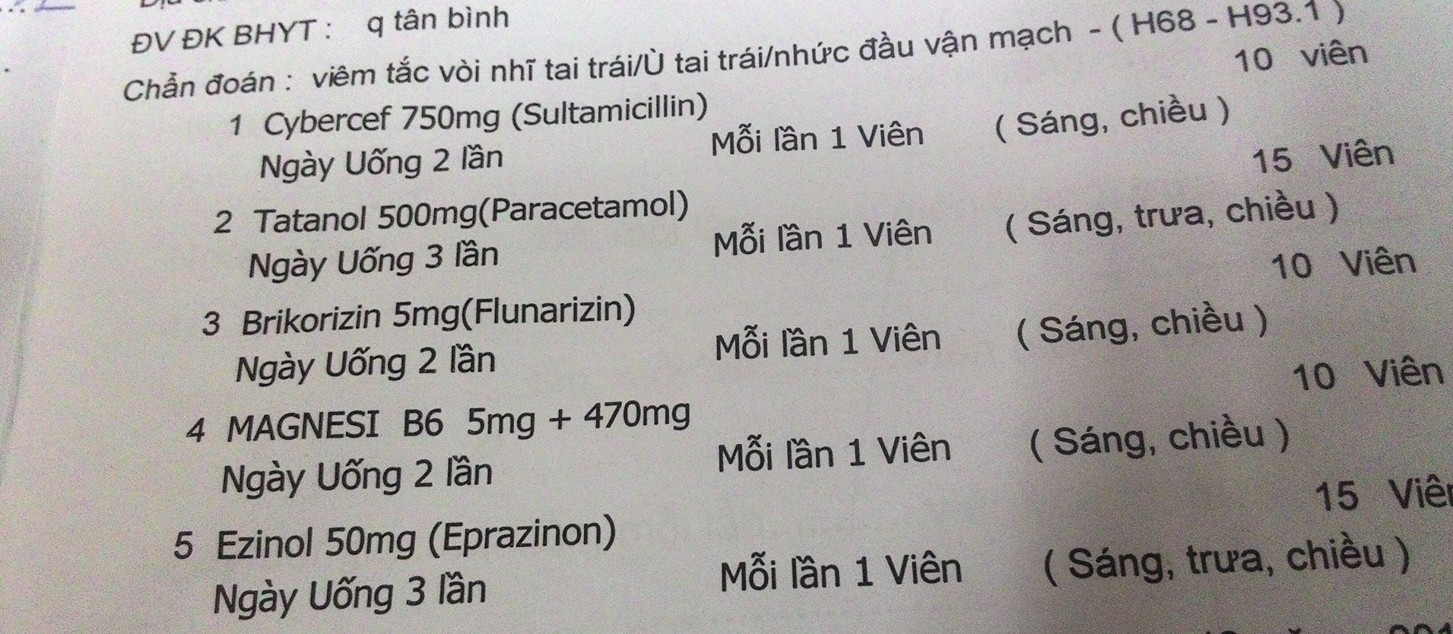 ĐV ĐK BHYT : q tân bình
Chẩn đoán : viêm tắc vòi nhĩ tai trái/Ù tai trái/nhức đầu vận mạch - ( H68 - H93.1 )
1 Cybercef 750mg (Sultamicillin) 10 viên
Ngày Uống 2 lần Mỗi lần 1 Viên ( Sáng, chiều )
2 Tatanol 500mg(Paracetamol) 15 Viên
Ngày Uống 3 lần Mỗi lần 1 Viên ( Sáng, trưa, chiều )
3 Brikorizin 5mg(Flunarizin) 10 Viên
Ngày Uống 2 lần Mỗi lần 1 Viên ( Sáng, chiều )
4 MAGNESI B6 5mg + 470mg 10 Viên
Ngày Uống 2 lần Mỗi lần 1 Viên ( Sáng, chiều )
5 Ezinol 50mg (Eprazinon) 15 Viên
Ngày Uống 3 lần Mỗi lần 1 Viên ( Sáng, trưa, chiều )